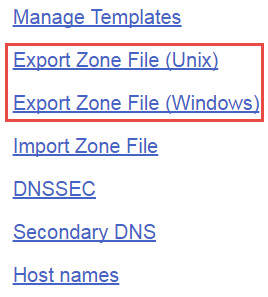 Manage Templates
Export Zone File (Unix)
Export Zone File (Windows)
Import Zone File
DNSSEC
Secondary DNS
Host names